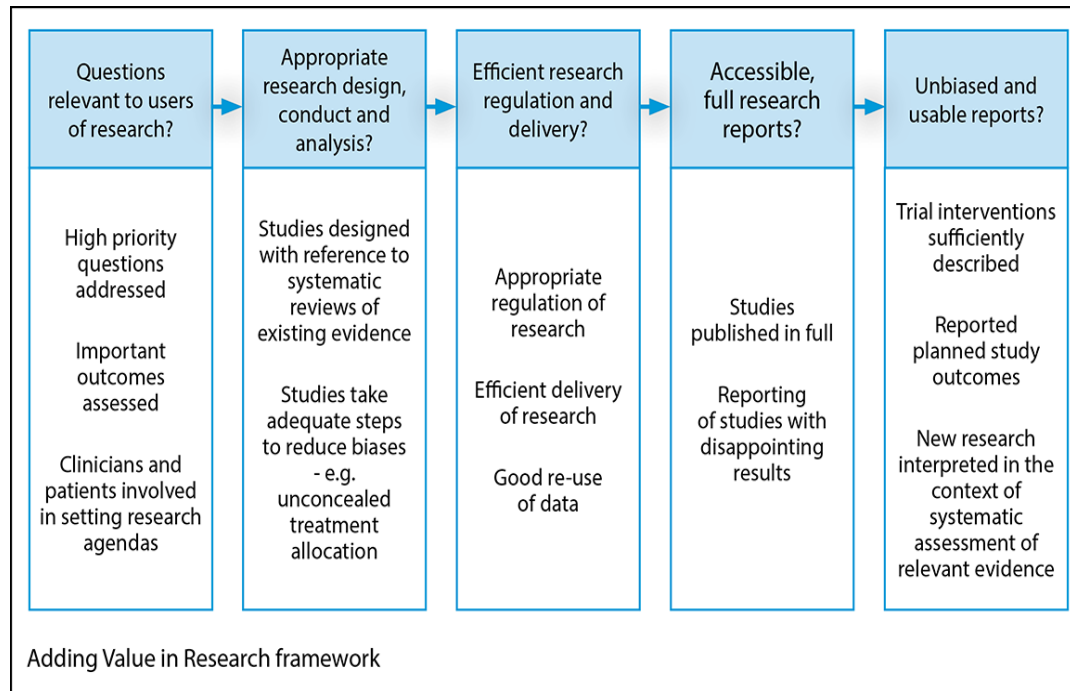 Questions
relevant to users
of research?
High priority
questions
addressed
Important
outcomes
assessed
Clinicians and
patients involved
in setting research
agendas
Appropriate
research design,
conduct and
analysis?
Studies designed
with reference to
systematic
reviews of
existing evidence
Studies take
adequate steps
to reduce biases
- e.g.
unconcealed
treatment
allocation
Efficient research
regulation and
delivery?
Appropriate
regulation of
research
Efficient delivery
of research
Good re-use
of data
Accessible,
full research
reports?
Studies
published in full
Reporting
of studies with
disappointing
results
Unbiased and
usable reports?
Trial interventions
sufficiently
described
Reported
planned study
outcomes
New research
interpreted in the
context of
systematic
assessment of
relevant evidence
Adding Value in Research framework